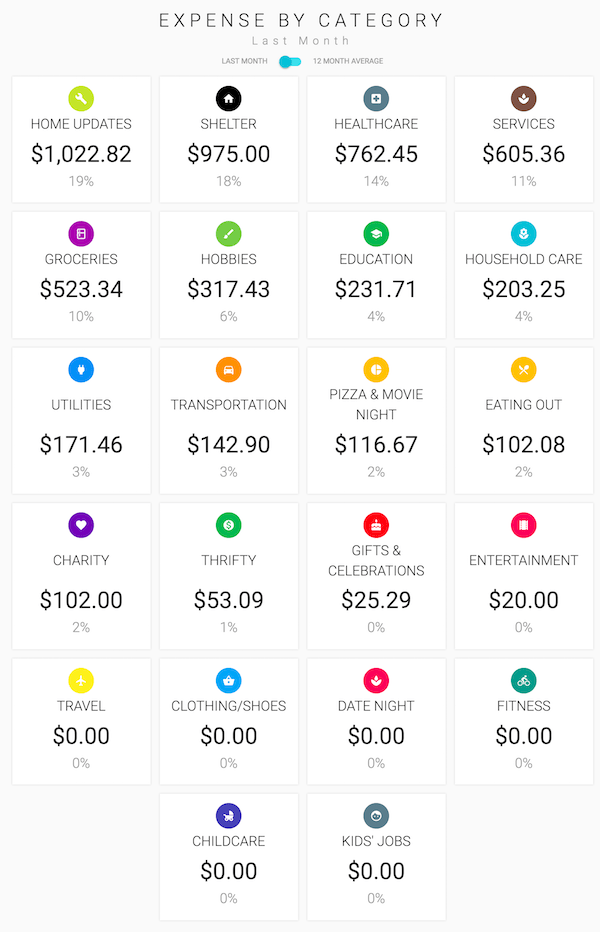 EXPENSE BY CATEGORY
Last Month
LAST MONTH 12 MONTH AVERAGE
HOME UPDATES
$1,022.82
19%
SHELTER
$975.00
18%
HEALTHCARE
$762.45
14%
SERVICES
$605.36
11%
GROCERIES
$523.34
10%
HOBBIES
$317.43
6%
EDUCATION
$231.71
4%
HOUSEHOLD CARE
$203.25
4%
UTILITIES
$171.46
3%
TRANSPORTATION
$142.90
3%
PIZZA & MOVIE
NIGHT
$116.67
2%
EATING OUT
$102.08
2%
CHARITY
$102.00
2%
THRIFTY
$53.09
1%
GIFTS &
CELEBRATIONS
$25.29
0%
ENTERTAINMENT
$20.00
0%
TRAVEL
$0.00
0%
CLOTHING/SHOES
$0.00
0%
DATE NIGHT
$0.00
0%
FITNESS
$0.00
0%
CHILDCARE
$0.00
0%
KIDS' JOBS
$0.00
0%